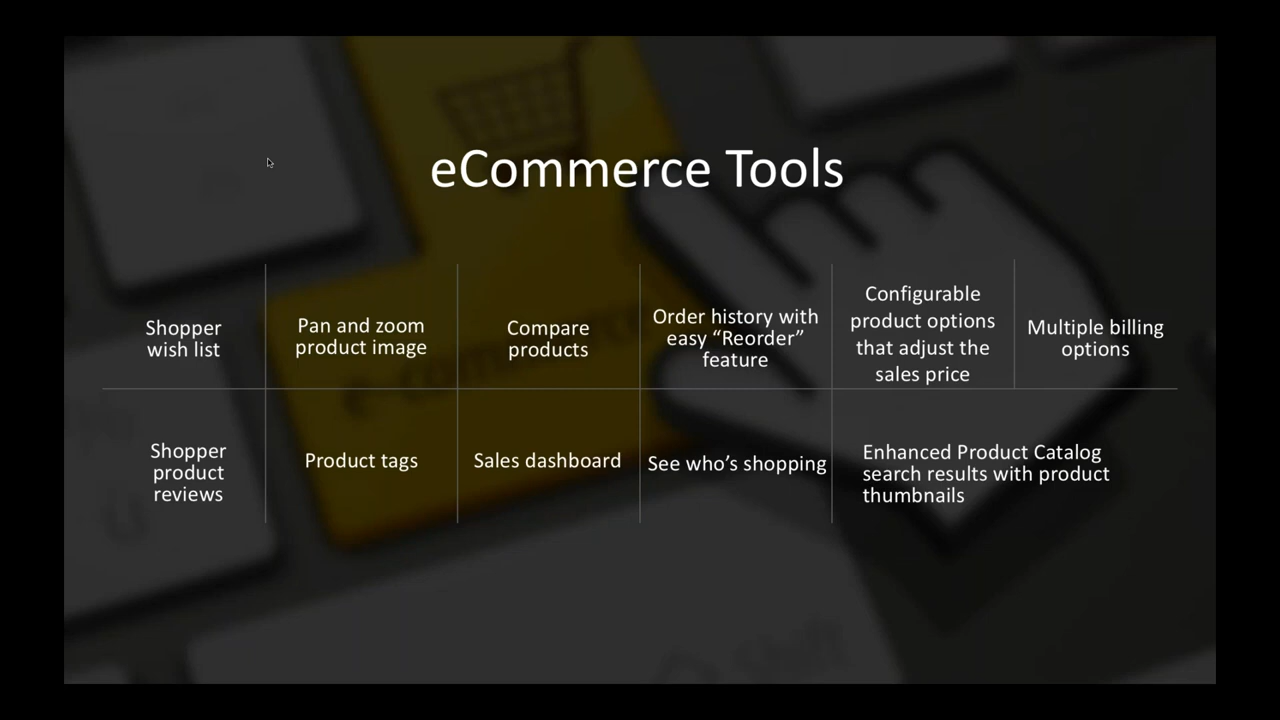 eCommerce Tools
Shopper
wish list
Pan and zoom
product image
Compare
products
Order history with
easy “Reorder”
feature
Configurable
product options
that adjust the
sales price
Multiple billing
options
Shopper
product
reviews
Product tags
Sales dashboard
See who’s shopping
Enhanced Product Catalog
search results with product
thumbnails